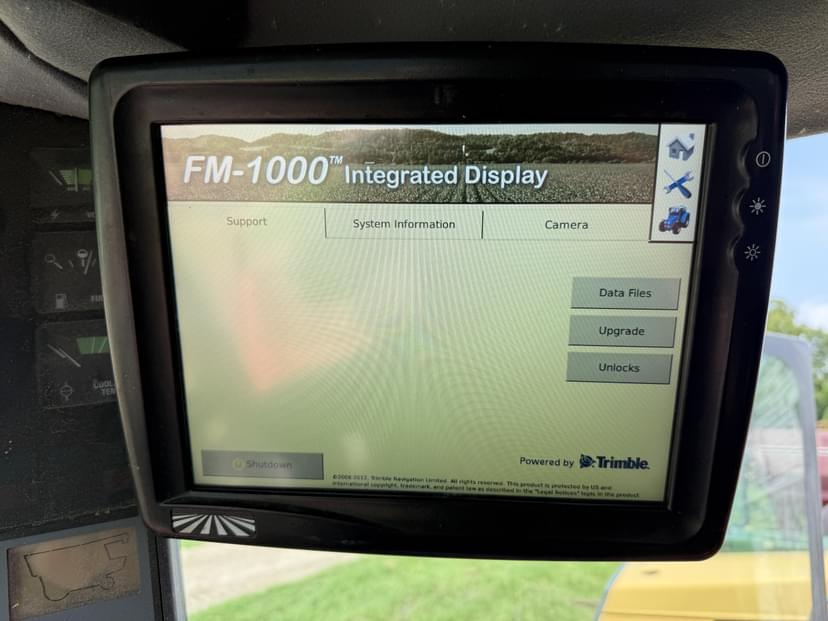 FM-1000™ Integrated Display
Support
System Information
Camera
Data Files
Upgrade
Unlocks
Shutdown
Powered by Trimble.
©2008-2012, Trimble Navigation Limited. All rights reserved. This product is protected by US and
international copyright, trademark, and patent law as described in the "Legal Notices" topic in the product
COOL
TEM